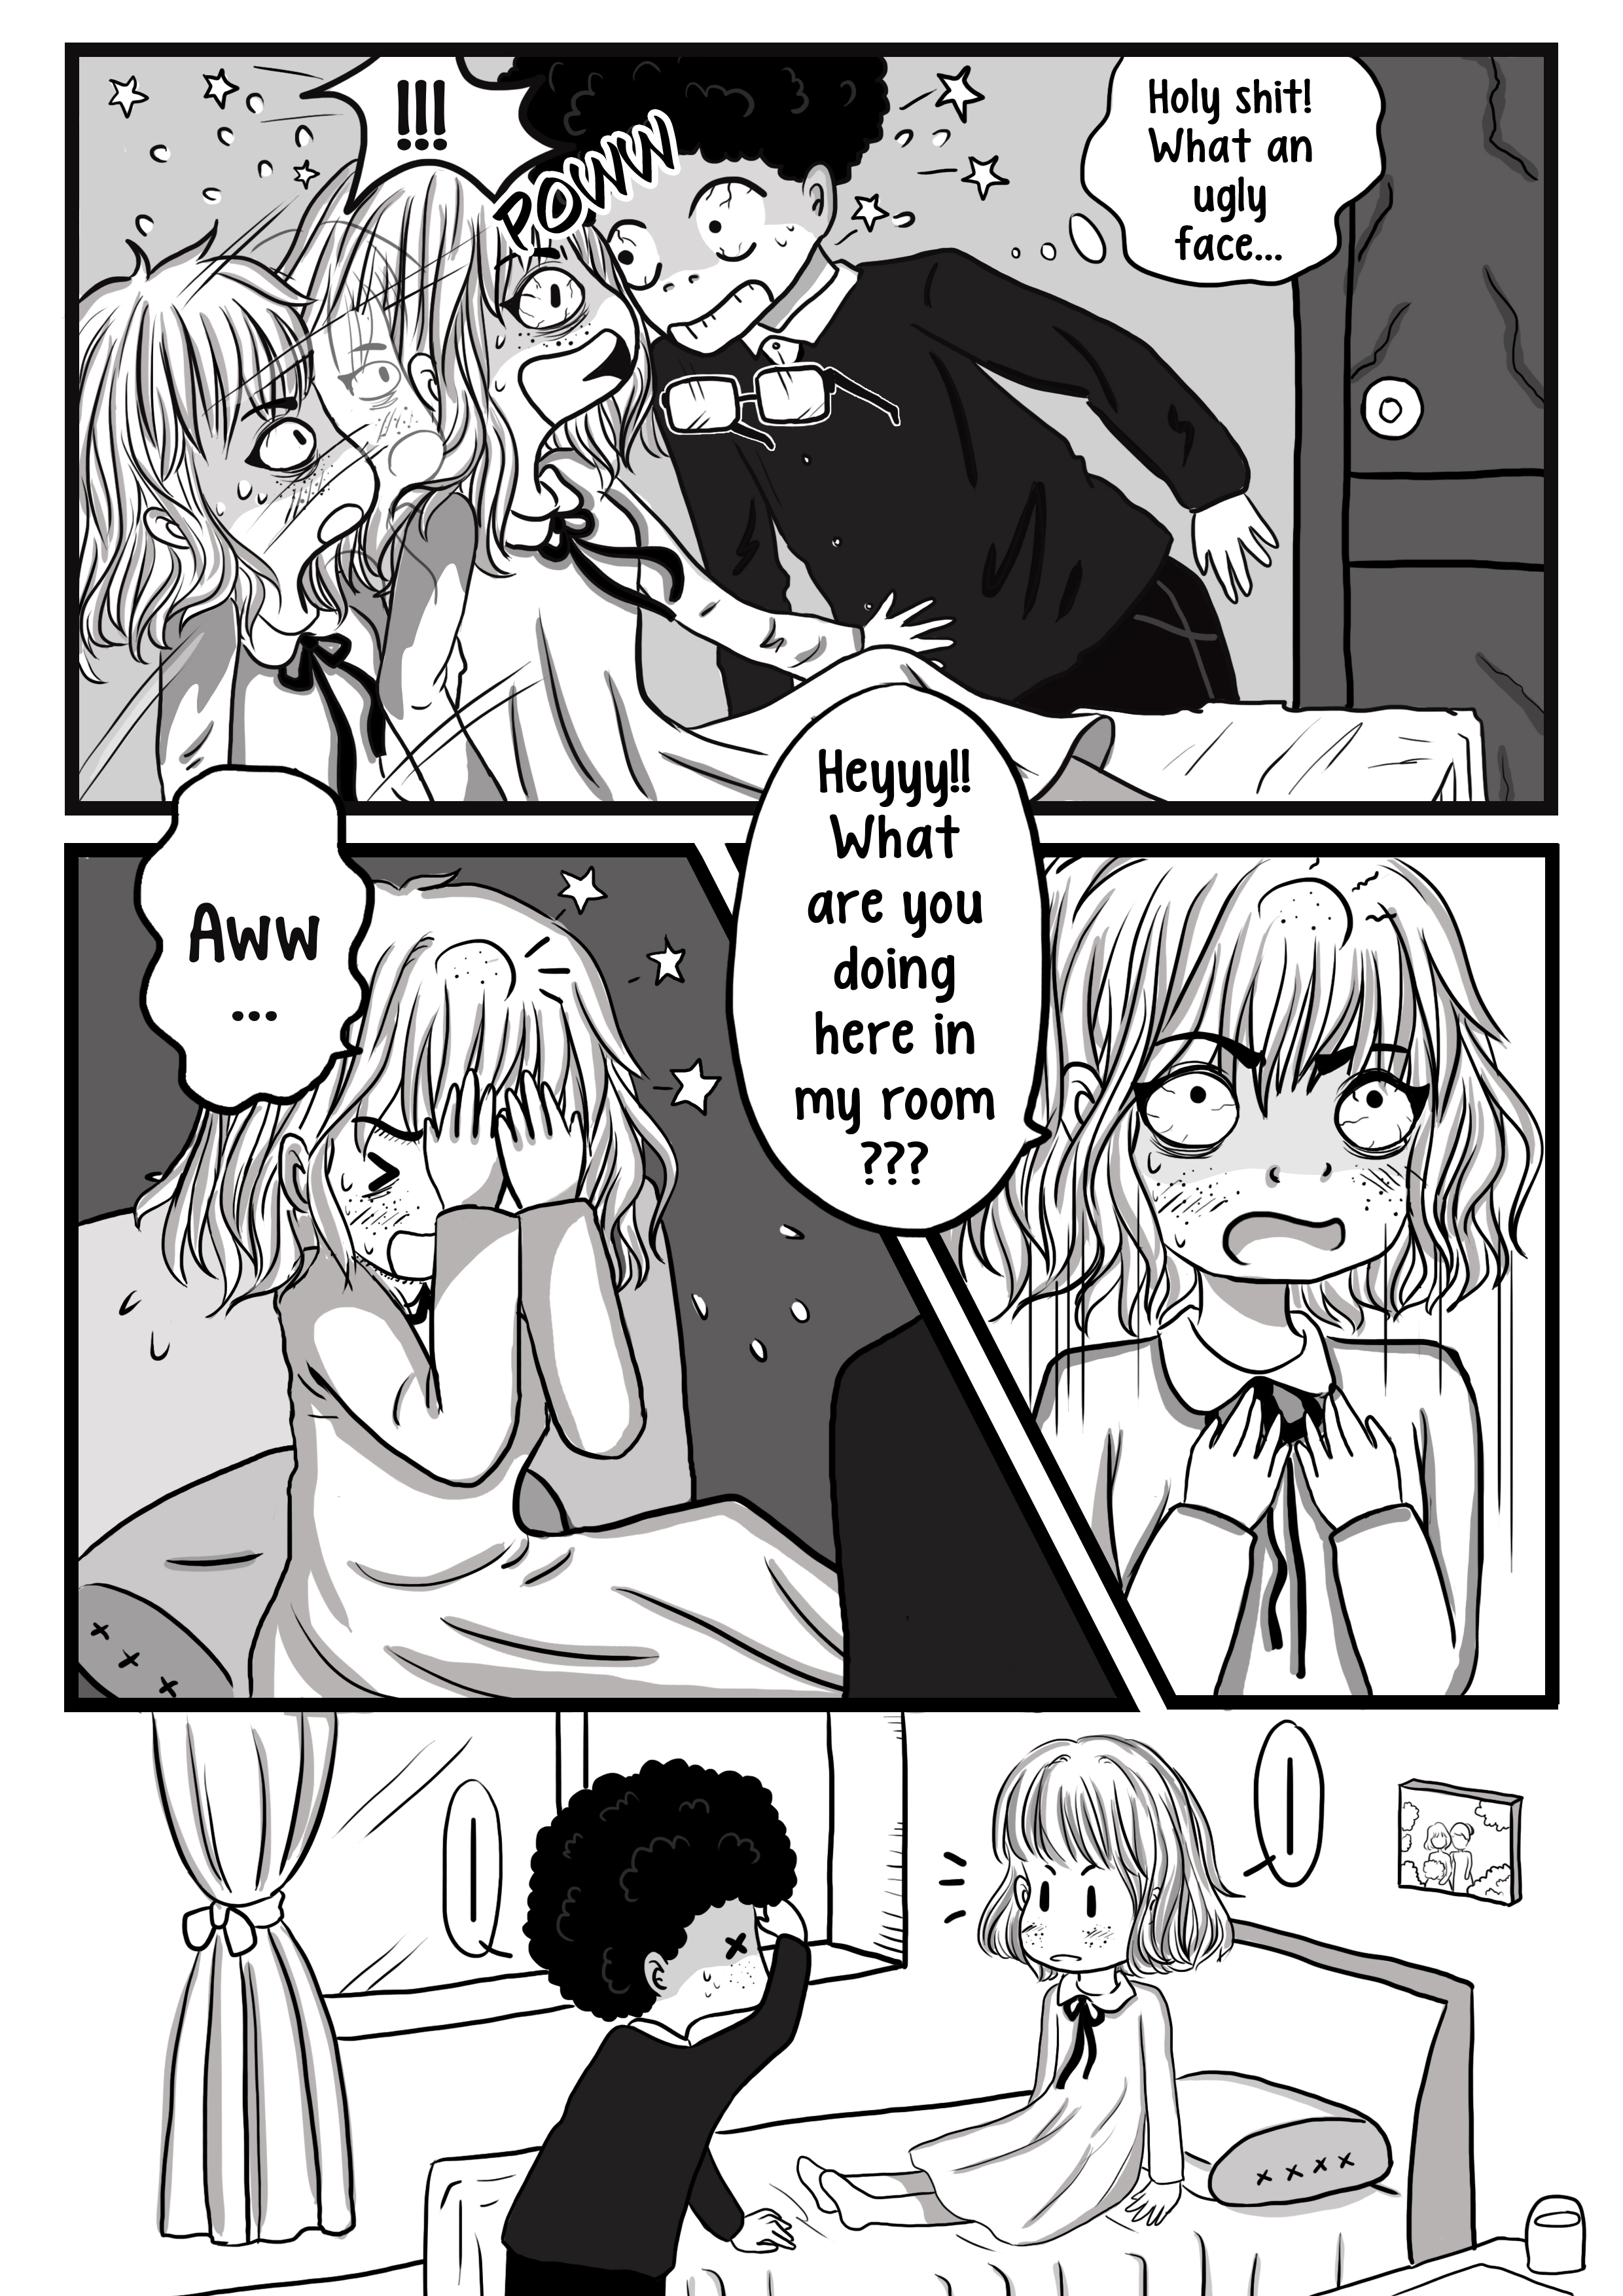 !!!
POWW
Holy shit!
What an
ugly
face...
Aww
...
Heyyy!!
What
are you
doing
here in
my room
???